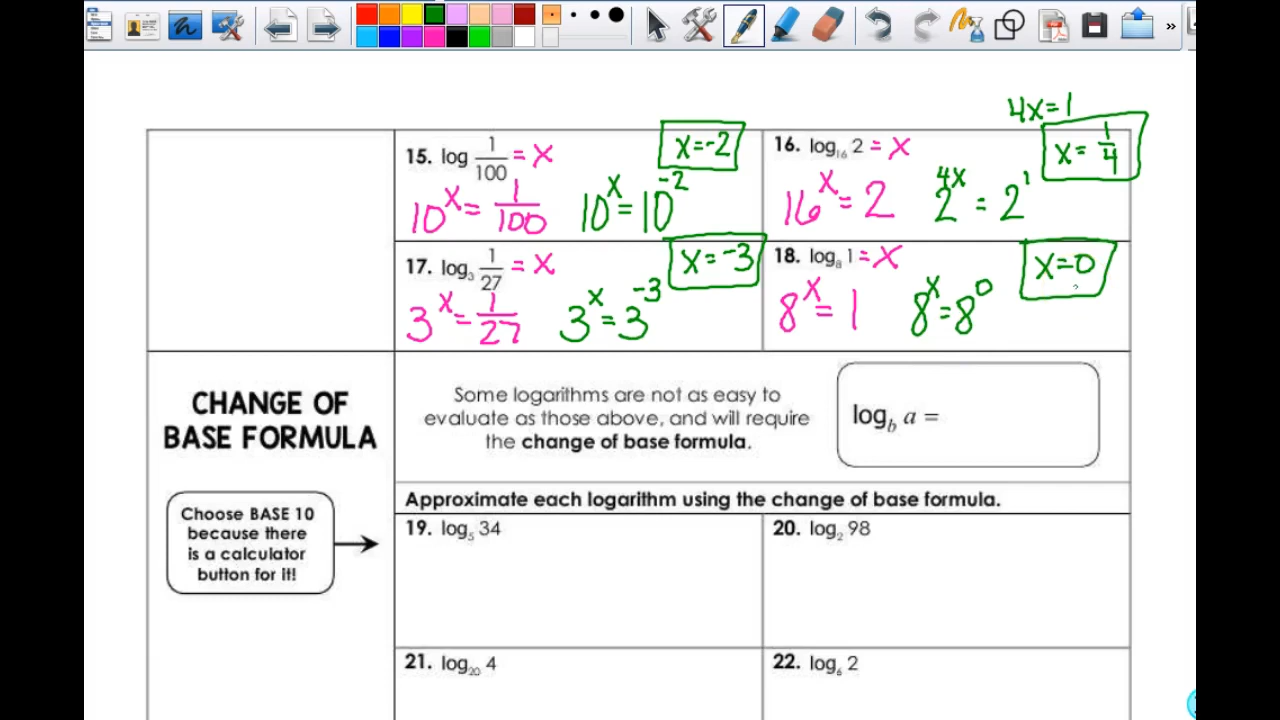 4x=1
15. log 1/100 = x
x=-2
10^x = 1/100 10^x = 10^-2
16. log₁₆ 2 = x
x = 1/4
16^x = 2 2^4x = 2^1
17. log₃ 1/27 = x
x=-3
3^x = 1/27 3^x = 3^-3
18. log₈ 1 = x
x=0
8^x = 1 8^x = 8^0
CHANGE OF
BASE FORMULA
Some logarithms are not as easy to
evaluate as those above, and will require
the change of base formula.
log_b a =
Choose BASE 10
because there
is a calculator
button for it!
Approximate each logarithm using the change of base formula.
19. log₅ 34
20. log₂ 98
21. log₂₀ 4
22. log₆ 2